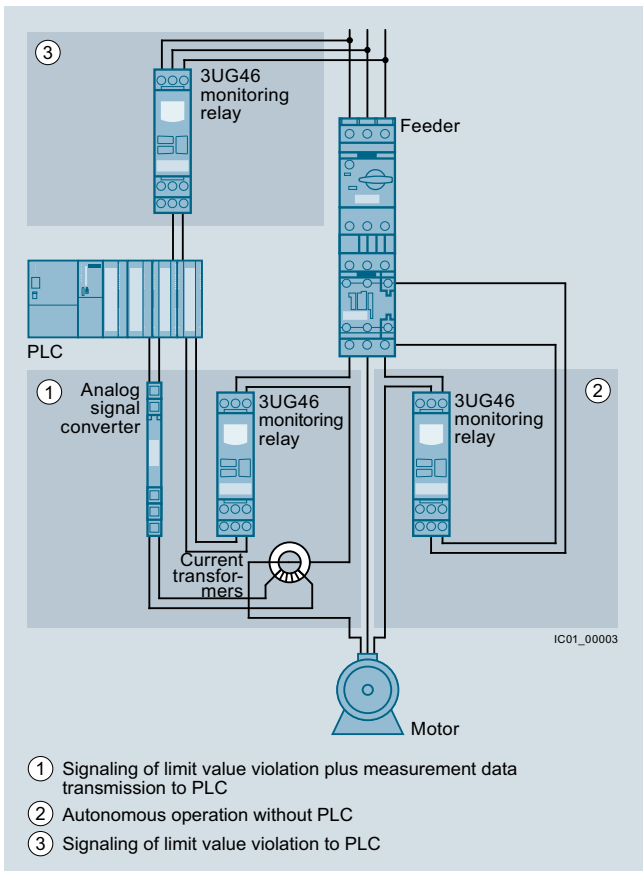 3
3UG46
monitoring
relay
Feeder
PLC
1
Analog
signal
converter
3UG46
monitoring
relay
2
3UG46
monitoring
relay
Current
transfor-
mers
IC01_00003
Motor
1 Signaling of limit value violation plus measurement data
transmission to PLC
2 Autonomous operation without PLC
3 Signaling of limit value violation to PLC